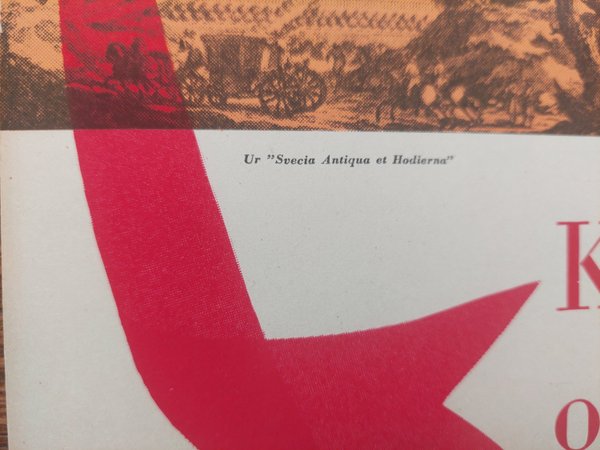 Ur ”Svecia Antiqua et Hodierna”
K
o